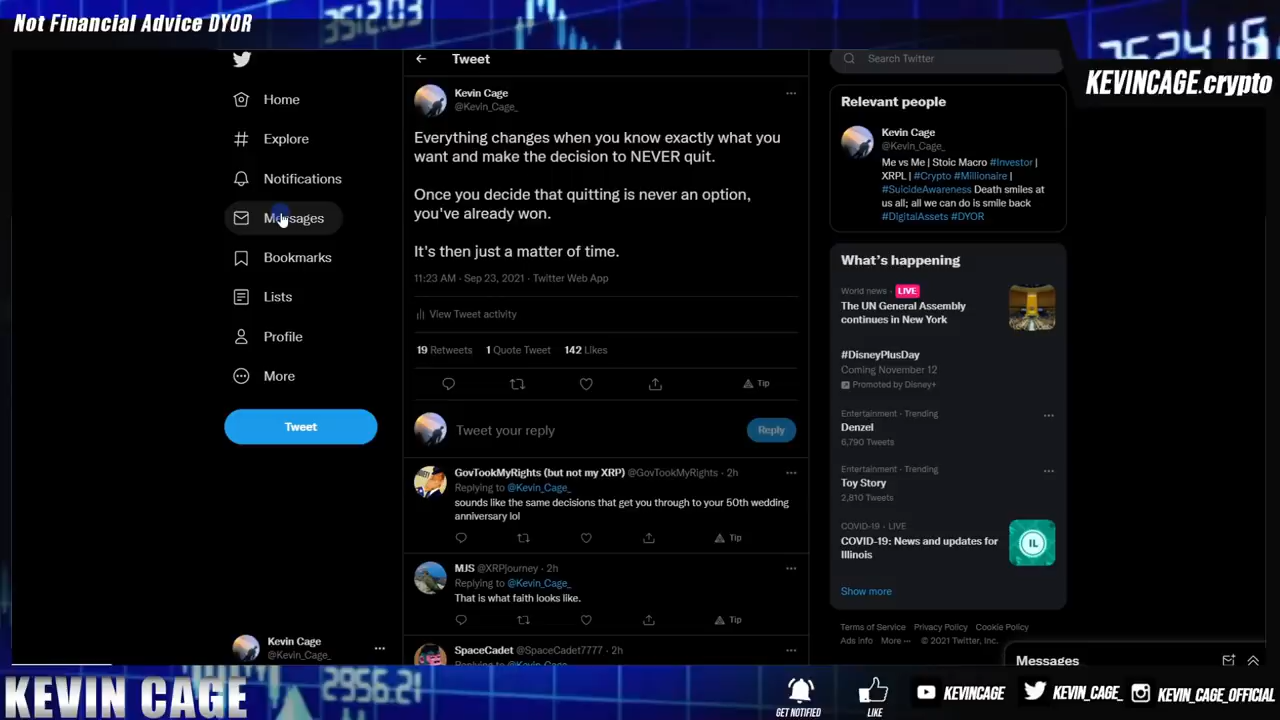 Not Financial Advice DYOR
3512.03
3524.16
KEVINCAGE.crypto
Home
Explore
Notifications
Messages
Bookmarks
Lists
Profile
More
Tweet
Kevin Cage
@Kevin_Cage_
Tweet
Kevin Cage
@Kevin_Cage_
Everything changes when you know exactly what you
want and make the decision to NEVER quit.
Once you decide that quitting is never an option,
you've already won.
It's then just a matter of time.
11:23 AM · Sep 23, 2021 · Twitter Web App
View Tweet activity
19 Retweets 1 Quote Tweet 142 Likes
Tip
Tweet your reply
Reply
GovTookMyRights (but not my XRP) @GovTookMyRights · 2h
Replying to @Kevin_Cage_
sounds like the same decisions that get you through to your 50th wedding
anniversary lol
Tip
MJS @XRPJourney · 2h
Replying to @Kevin_Cage_
That is what faith looks like.
Tip
SpaceCadet @SpaceCadet7777 · 2h
Replying to @Kevin_Cage_
Search Twitter
Relevant people
Kevin Cage
@Kevin_Cage_
Me vs Me | Stoic Macro #Investor |
XRPL | #Crypto #Millionaire |
#SuicideAwareness Death smiles at
us all; all we can do is smile back
#DigitalAssets #DYOR
What's happening
World news · LIVE
The UN General Assembly
continues in New York
#DisneyPlusDay
Coming November 12
Promoted by Disney+
Entertainment · Trending
Denzel
6,790 Tweets
Entertainment · Trending
Toy Story
2,810 Tweets
COVID-19 · LIVE
COVID-19: News and updates for
Illinois
IL
Show more
Terms of Service Privacy Policy Cookie Policy
Ads info More ··· © 2021 Twitter, Inc.
Messages
KEVIN CAGE
2956.21
GET NOTIFIED
LIKE
KEVINCAGE
KEVIN_CAGE_
KEVIN_CAGE_OFFICIAL